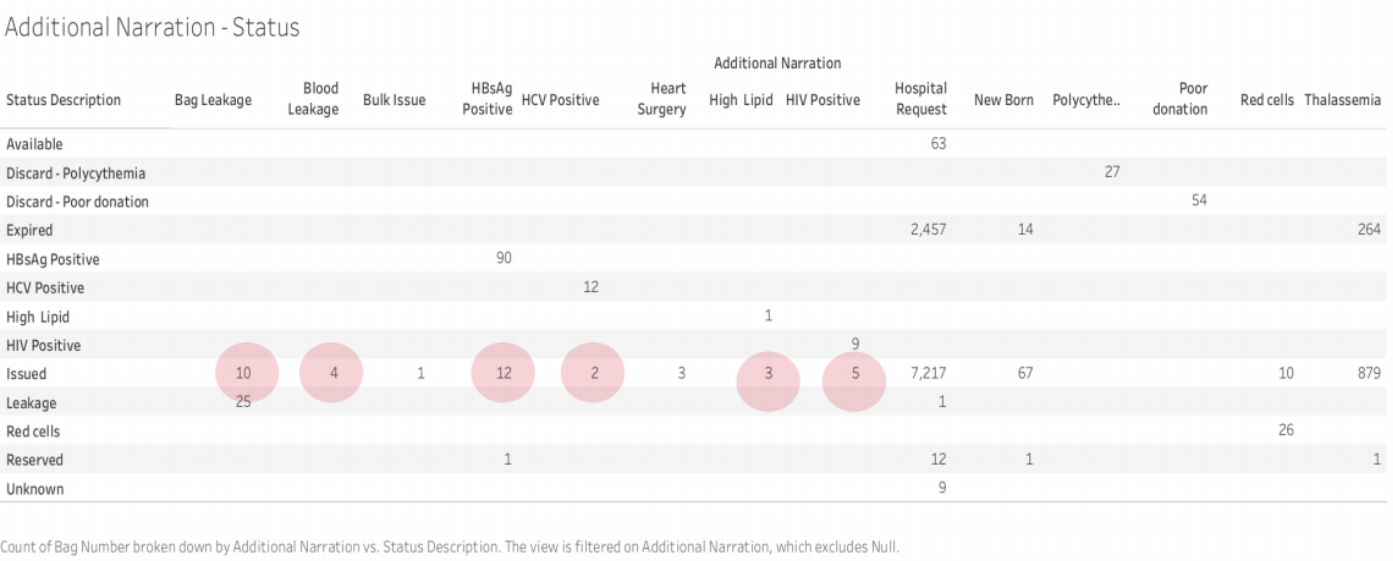 Additional Narration - Status
Additional Narration
Status Description Bag Leakage Blood Leakage Bulk Issue HBsAg Positive HCV Positive Heart Surgery High Lipid HIV Positive Hospital Request New Born Polycythe.. Poor donation Red cells Thalassemia
Available 63
Discard - Polycythemia 27
Discard - Poor donation 54
Expired 2,457 14 264
HBsAg Positive 90
HCV Positive 12
High Lipid 1
HIV Positive 9
Issued 10 4 1 12 2 3 3 5 7,217 67 10 879
Leakage 25 1
Red cells 26
Reserved 1 12 1 1
Unknown 9
Count of Bag Number broken down by Additional Narration vs. Status Description. The view is filtered on Additional Narration, which excludes Null.